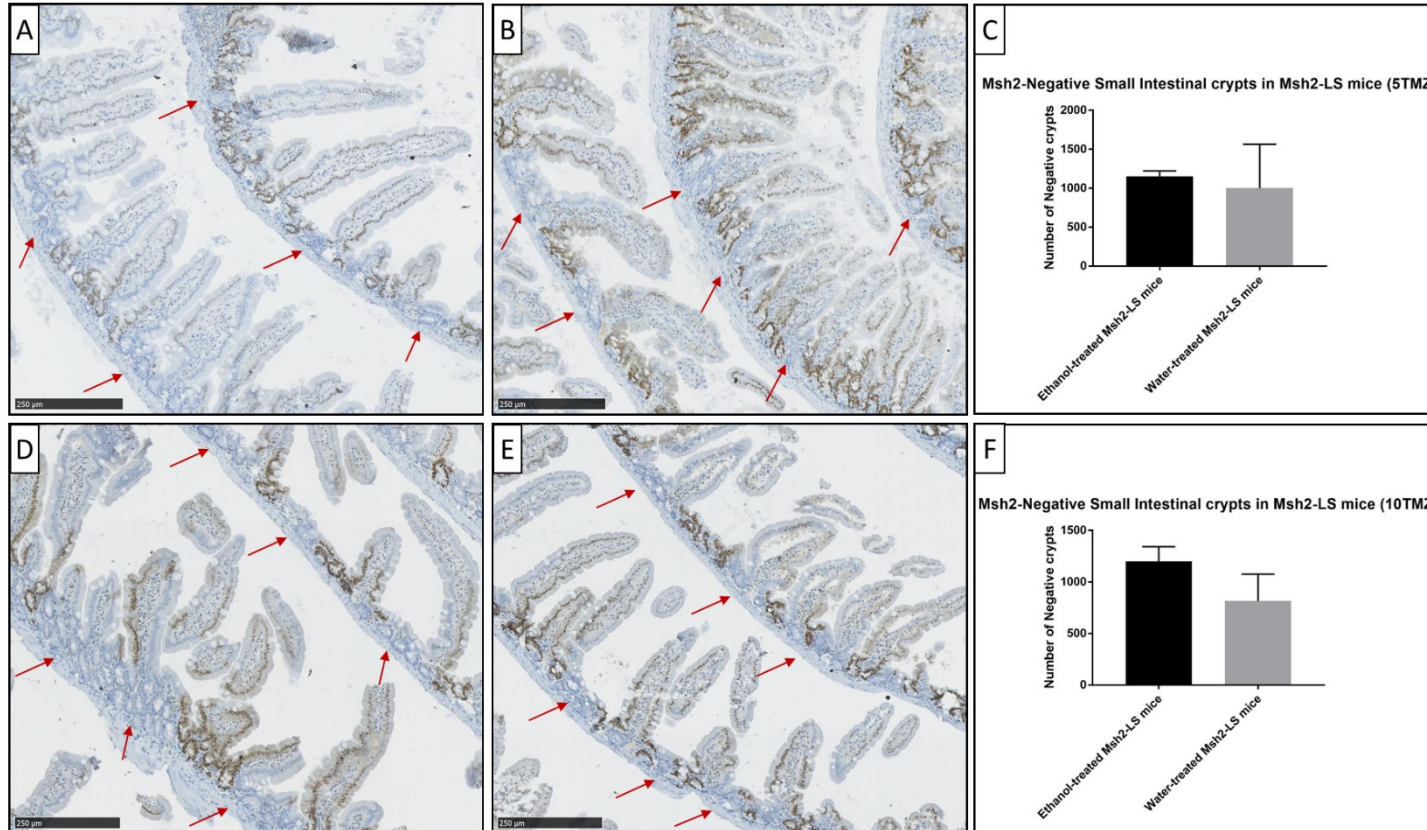 A
B
C
Msh2-Negative Small Intestinal crypts in Msh2-LS mice (5TMZ
Number of Negative crypts
2000
1500
1000
500
0
Ethanol-treated Msh2-LS mice
Water-treated Msh2-LS mice
250 µm
250 µm
D
E
F
Msh2-Negative Small Intestinal crypts in Msh2-LS mice (10TMZ
Number of Negative crypts
1500
1000
500
0
Ethanol-treated Msh2-LS mice
Water-treated Msh2-LS mice
250 µm
250 µm